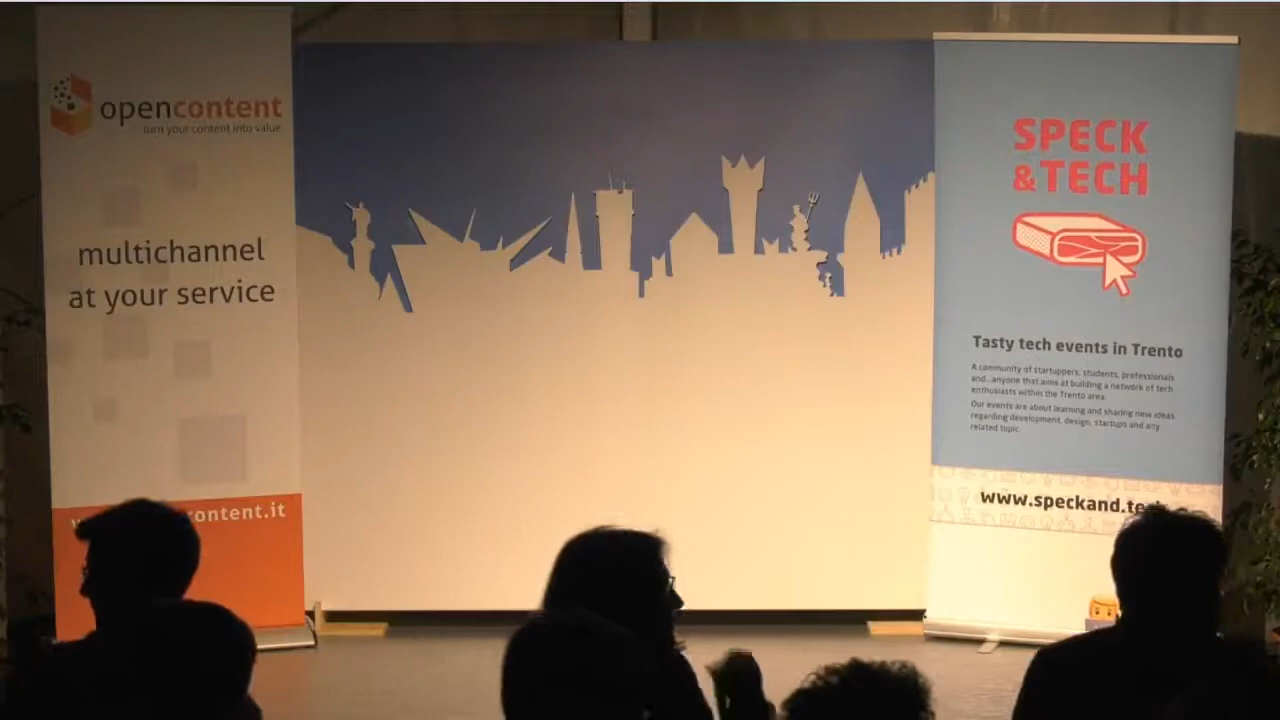 opencontent
turn your content into value
multichannel
at your service
content.it
SPECK
&TECH
Tasty tech events in Trento
A community of startuppers, students, professionals
and...anyone that aims at building a network of tech
enthusiasts within the Trento area.
Our events are about learning and sharing new ideas
regarding development, design, startups and any
related topic.
www.speckand.te